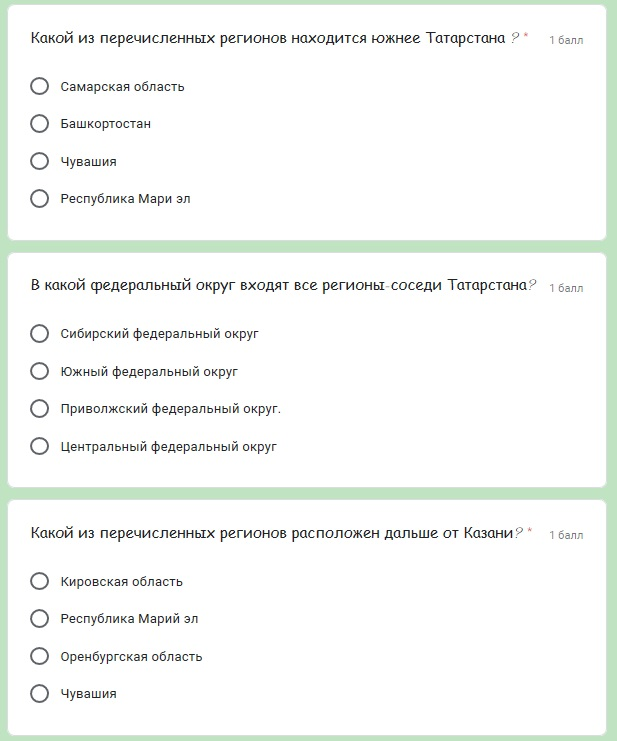 Какой из перечисленных регионов находится южнее Татарстана ? * 1 балл
Самарская область
Башкортостан
Чувашия
Республика Мари эл
В какой федеральный округ входят все регионы-соседи Татарстана? 1 балл
Сибирский федеральный округ
Южный федеральный округ
Приволжский федеральный округ.
Центральный федеральный округ
Какой из перечисленных регионов расположен дальше от Казани? * 1 балл
Кировская область
Республика Марий эл
Оренбургская область
Чувашия